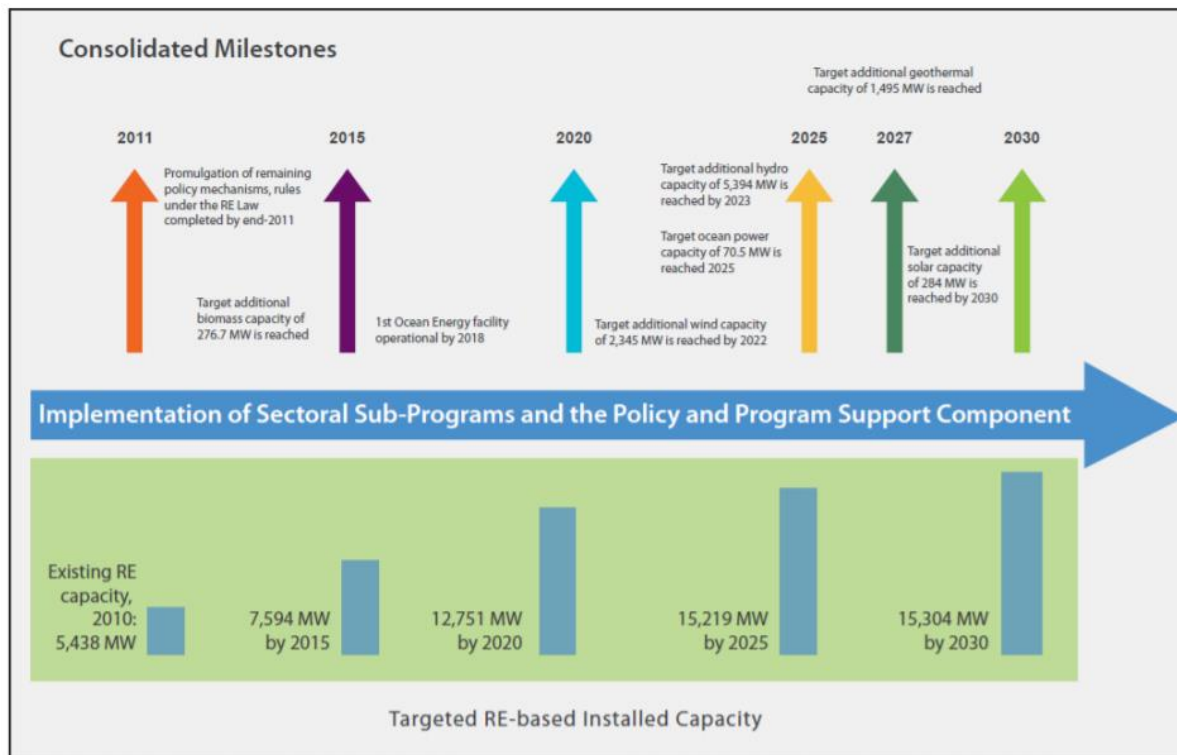 Consolidated Milestones
Target additional geothermal
capacity of 1,495 MW is reached
2011
2015
2020
2025
2027
2030
Promulgation of remaining
policy mechanisms, rules
under the RE Law
completed by end-2011
Target additional
biomass capacity of
276.7 MW is reached
1st Ocean Energy facility
operational by 2018
Target additional wind capacity
of 2,345 MW is reached by 2022
Target additional hydro
capacity of 5,394 MW is
reached by 2023
Target ocean power
capacity of 70.5 MW is
reached 2025
Target additional
solar capacity
of 284 MW is
reached by 2030
Implementation of Sectoral Sub-Programs and the Policy and Program Support Component
Existing RE
capacity,
2010:
5,438 MW
7,594 MW
by 2015
12,751 MW
by 2020
15,219 MW
by 2025
15,304 MW
by 2030
Targeted RE-based Installed Capacity